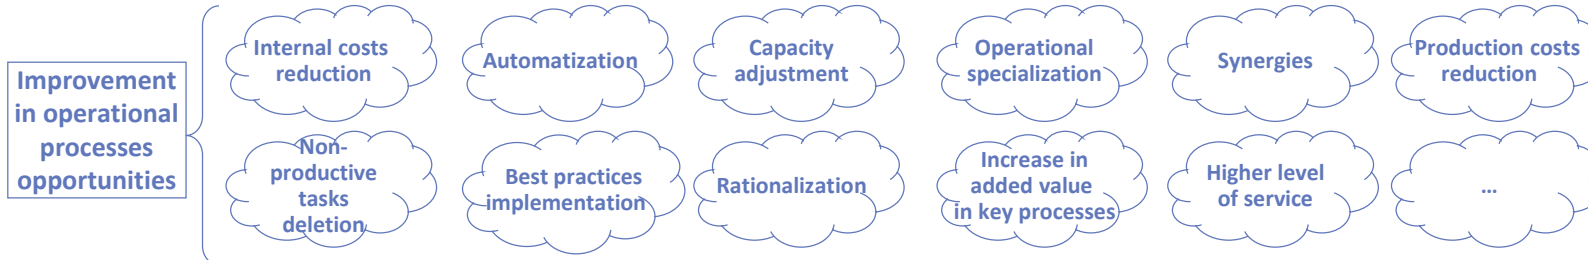 Improvement
in operational
processes
opportunities
Internal costs
reduction
Automatization
Capacity
adjustment
Operational
specialization
Synergies
Production costs
reduction
Non-
productive
tasks
deletion
Best practices
implementation
Rationalization
Increase in
added value
in key processes
Higher level
of service
...